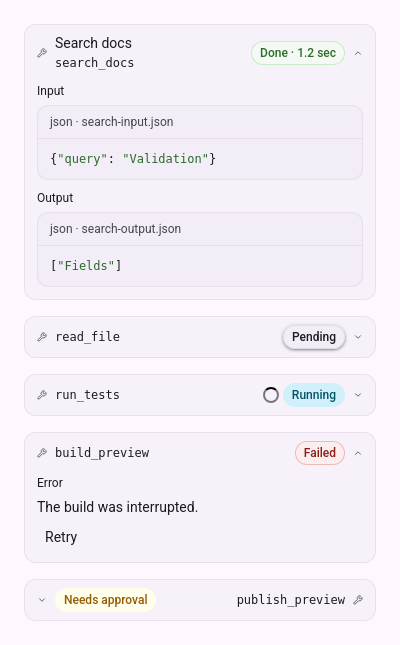 Search docs
search_docs
Done · 1.2 sec
Input
json · search-input.json
{"query": "Validation"}
Output
json · search-output.json
["Fields"]
read_file
Pending
run_tests
Running
build_preview
Failed
Error
The build was interrupted.
Retry
Needs approval
publish_preview